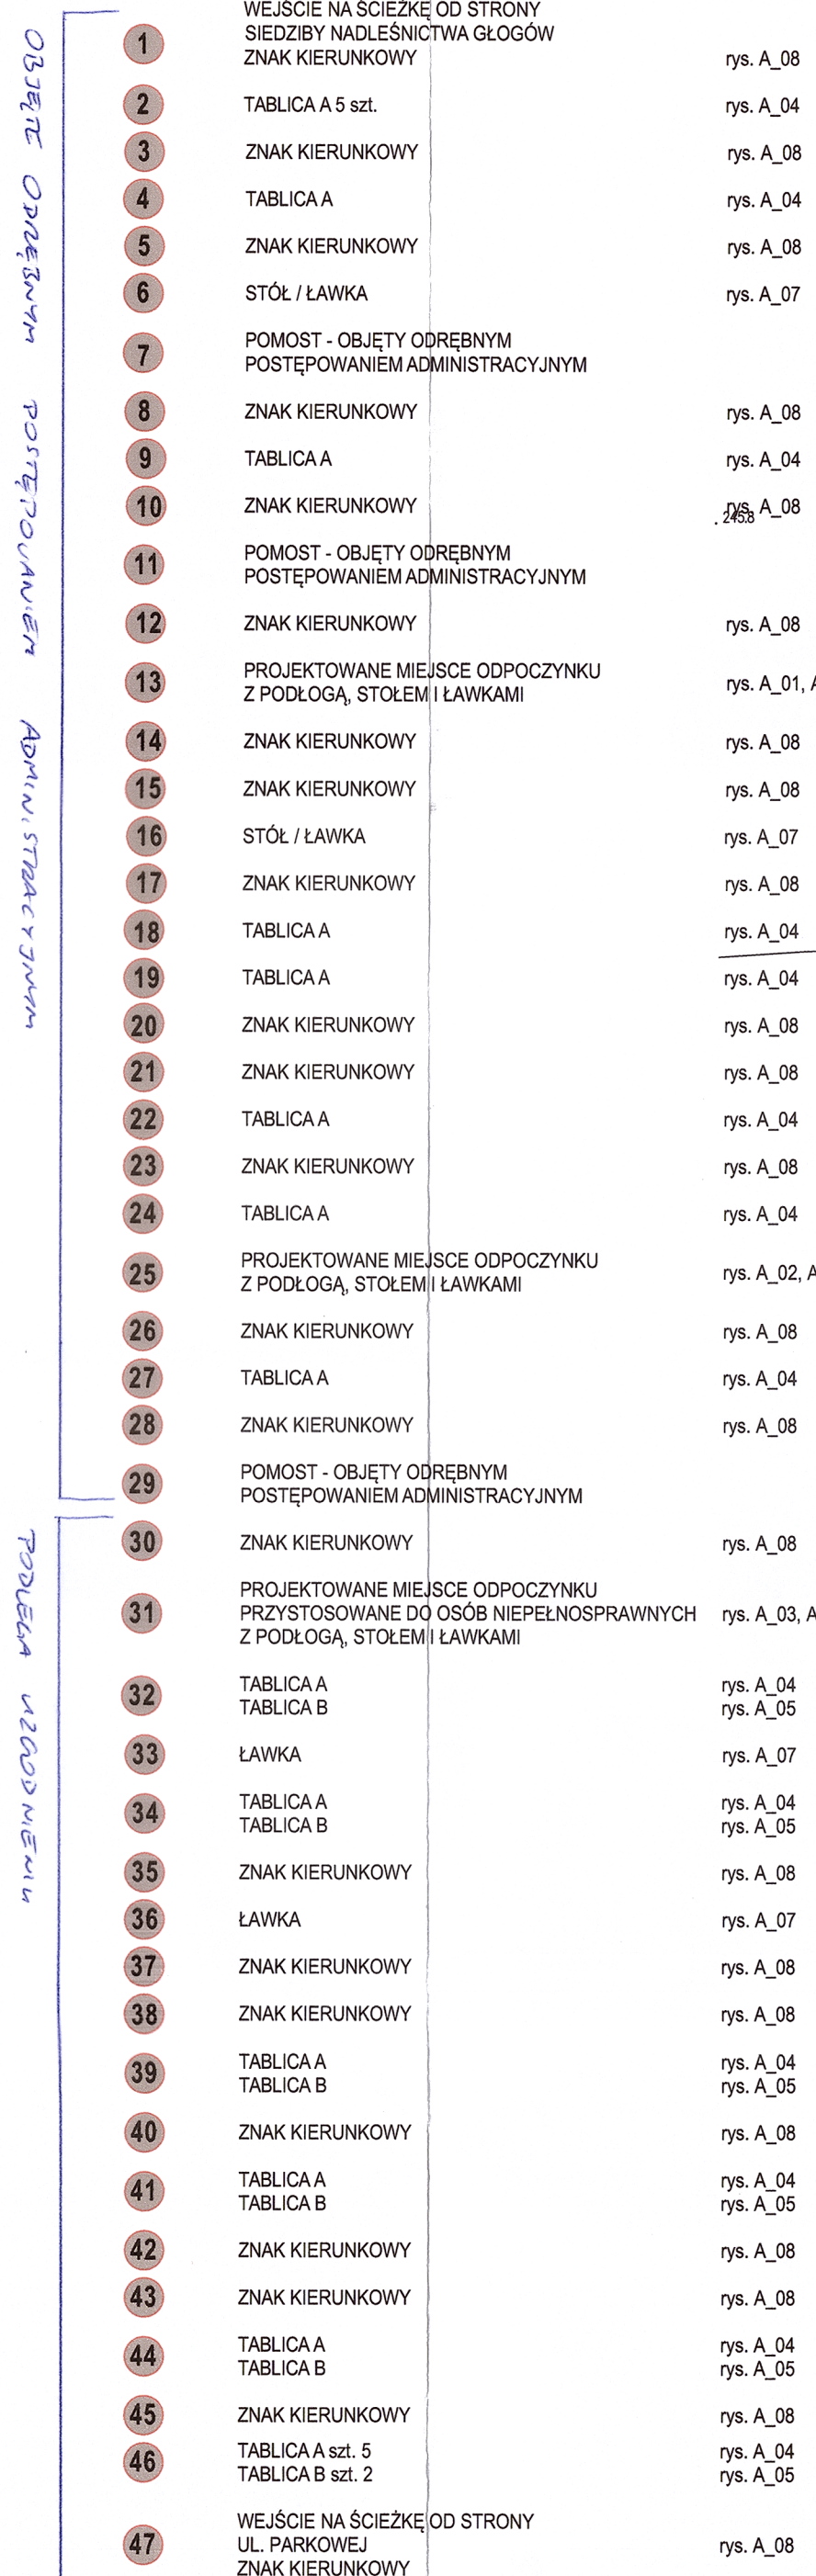 OBJĘTE ODRĘBNYM POSTĘPOWANIEM ADMINISTRACYJNYM
WEJŚCIE NA ŚCIEŻKĘ OD STRONY
SIEDZIBY NADLEŚNICTWA GŁOGÓW
1 ZNAK KIERUNKOWY rys. A_08
2 TABLICA A 5 szt. rys. A_04
3 ZNAK KIERUNKOWY rys. A_08
4 TABLICA A rys. A_04
5 ZNAK KIERUNKOWY rys. A_08
6 STÓŁ / ŁAWKA rys. A_07
7 POMOST - OBJĘTY ODRĘBNYM
POSTĘPOWANIEM ADMINISTRACYJNYM
8 ZNAK KIERUNKOWY rys. A_08
9 TABLICA A rys. A_04
10 ZNAK KIERUNKOWY rys. A_08
. 245.8
11 POMOST - OBJĘTY ODRĘBNYM
POSTĘPOWANIEM ADMINISTRACYJNYM
12 ZNAK KIERUNKOWY rys. A_08
13 PROJEKTOWANE MIEJSCE ODPOCZYNKU rys. A_01, A
Z PODŁOGĄ, STOŁEM I ŁAWKAMI
14 ZNAK KIERUNKOWY rys. A_08
15 ZNAK KIERUNKOWY rys. A_08
16 STÓŁ / ŁAWKA rys. A_07
17 ZNAK KIERUNKOWY rys. A_08
18 TABLICA A rys. A_04
19 TABLICA A rys. A_04
20 ZNAK KIERUNKOWY rys. A_08
21 ZNAK KIERUNKOWY rys. A_08
22 TABLICA A rys. A_04
23 ZNAK KIERUNKOWY rys. A_08
24 TABLICA A rys. A_04
25 PROJEKTOWANE MIEJSCE ODPOCZYNKU rys. A_02, A
Z PODŁOGĄ, STOŁEM I ŁAWKAMI
26 ZNAK KIERUNKOWY rys. A_08
27 TABLICA A rys. A_04
28 ZNAK KIERUNKOWY rys. A_08
29 POMOST - OBJĘTY ODRĘBNYM
POSTĘPOWANIEM ADMINISTRACYJNYM
PODLEGA UZGODNIENIU
30 ZNAK KIERUNKOWY rys. A_08
PROJEKTOWANE MIEJSCE ODPOCZYNKU
31 PRZYSTOSOWANE DO OSÓB NIEPEŁNOSPRAWNYCH rys. A_03, A
Z PODŁOGĄ, STOŁEM I ŁAWKAMI
32 TABLICA A rys. A_04
TABLICA B rys. A_05
33 ŁAWKA rys. A_07
34 TABLICA A rys. A_04
TABLICA B rys. A_05
35 ZNAK KIERUNKOWY rys. A_08
36 ŁAWKA rys. A_07
37 ZNAK KIERUNKOWY rys. A_08
38 ZNAK KIERUNKOWY rys. A_08
39 TABLICA A rys. A_04
TABLICA B rys. A_05
40 ZNAK KIERUNKOWY rys. A_08
41 TABLICA A rys. A_04
TABLICA B rys. A_05
42 ZNAK KIERUNKOWY rys. A_08
43 ZNAK KIERUNKOWY rys. A_08
44 TABLICA A rys. A_04
TABLICA B rys. A_05
45 ZNAK KIERUNKOWY rys. A_08
46 TABLICA A szt. 5 rys. A_04
TABLICA B szt. 2 rys. A_05
WEJŚCIE NA ŚCIEŻKĘ OD STRONY
47 UL. PARKOWEJ rys. A_08
ZNAK KIERUNKOWY